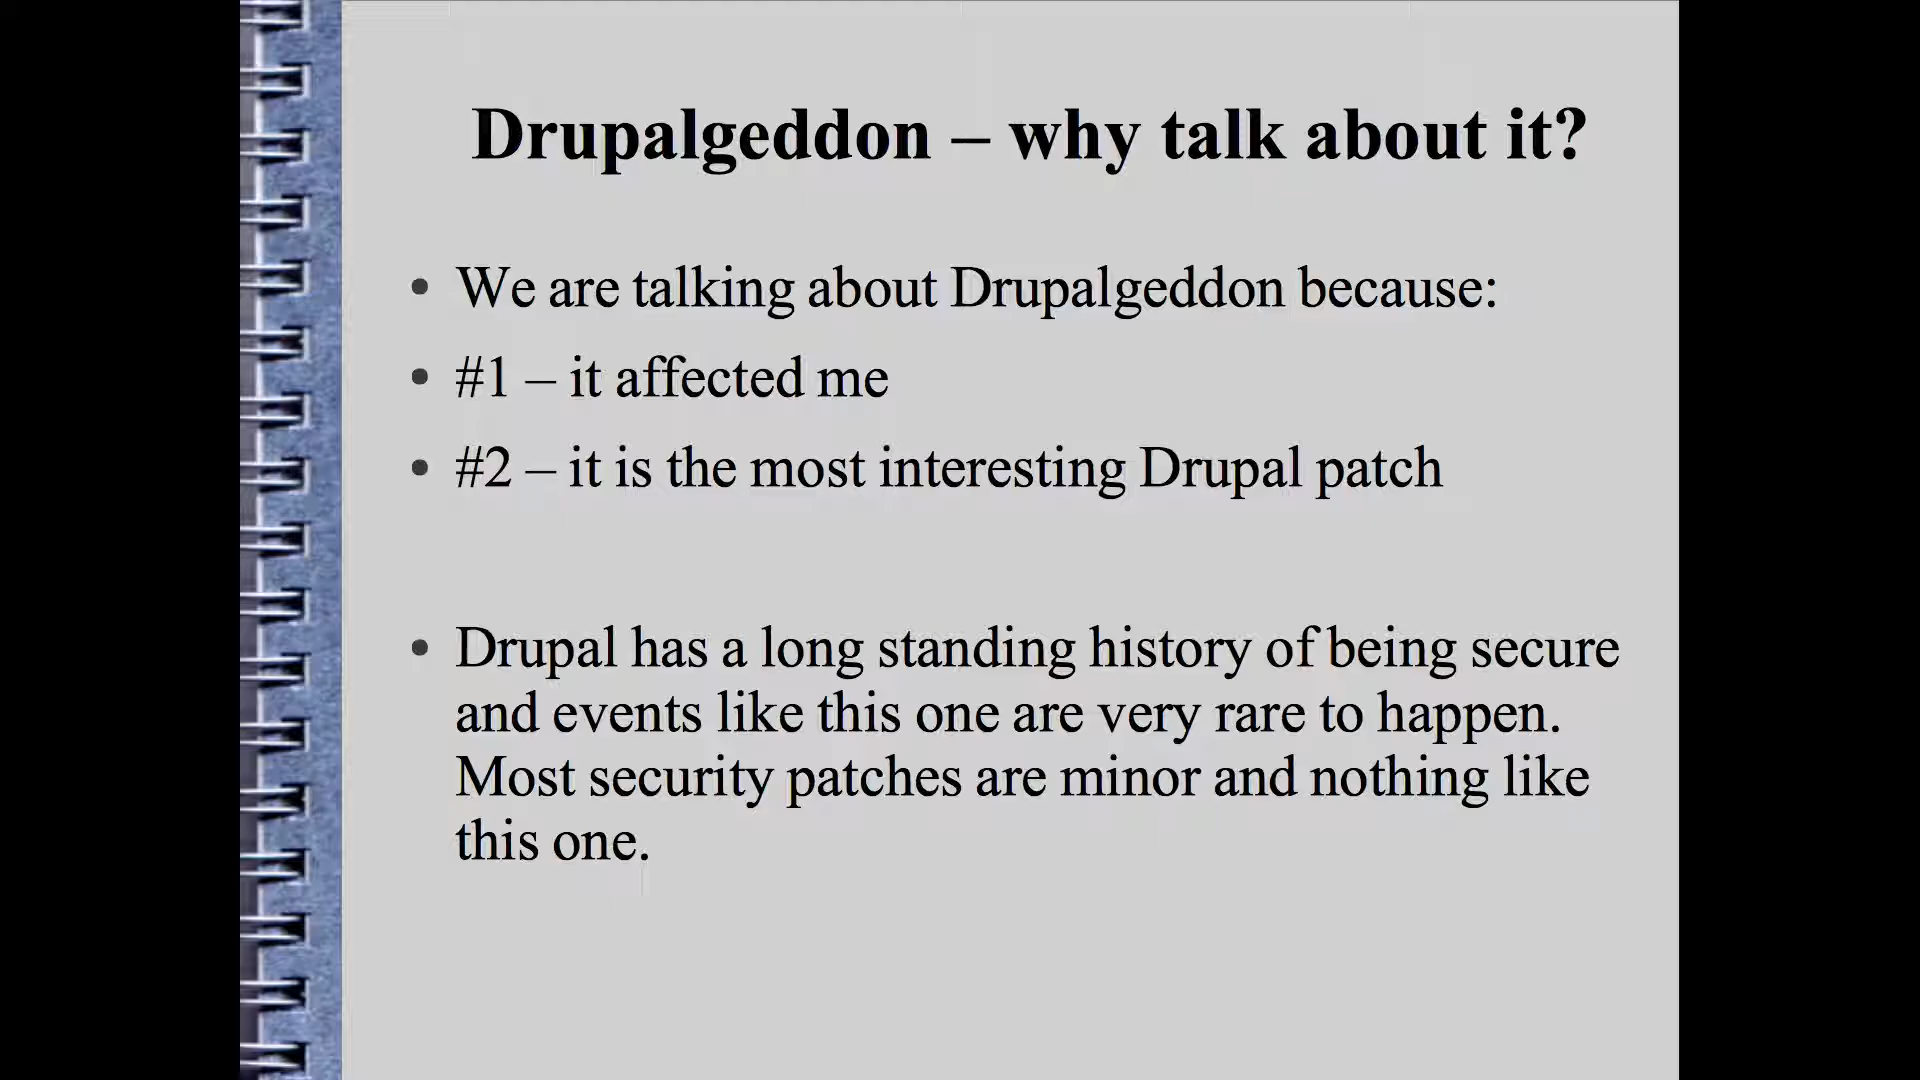 Drupalgeddon – why talk about it?
• We are talking about Drupalgeddon because:
• #1 – it affected me
• #2 – it is the most interesting Drupal patch
• Drupal has a long standing history of being secure
and events like this one are very rare to happen.
Most security patches are minor and nothing like
this one.